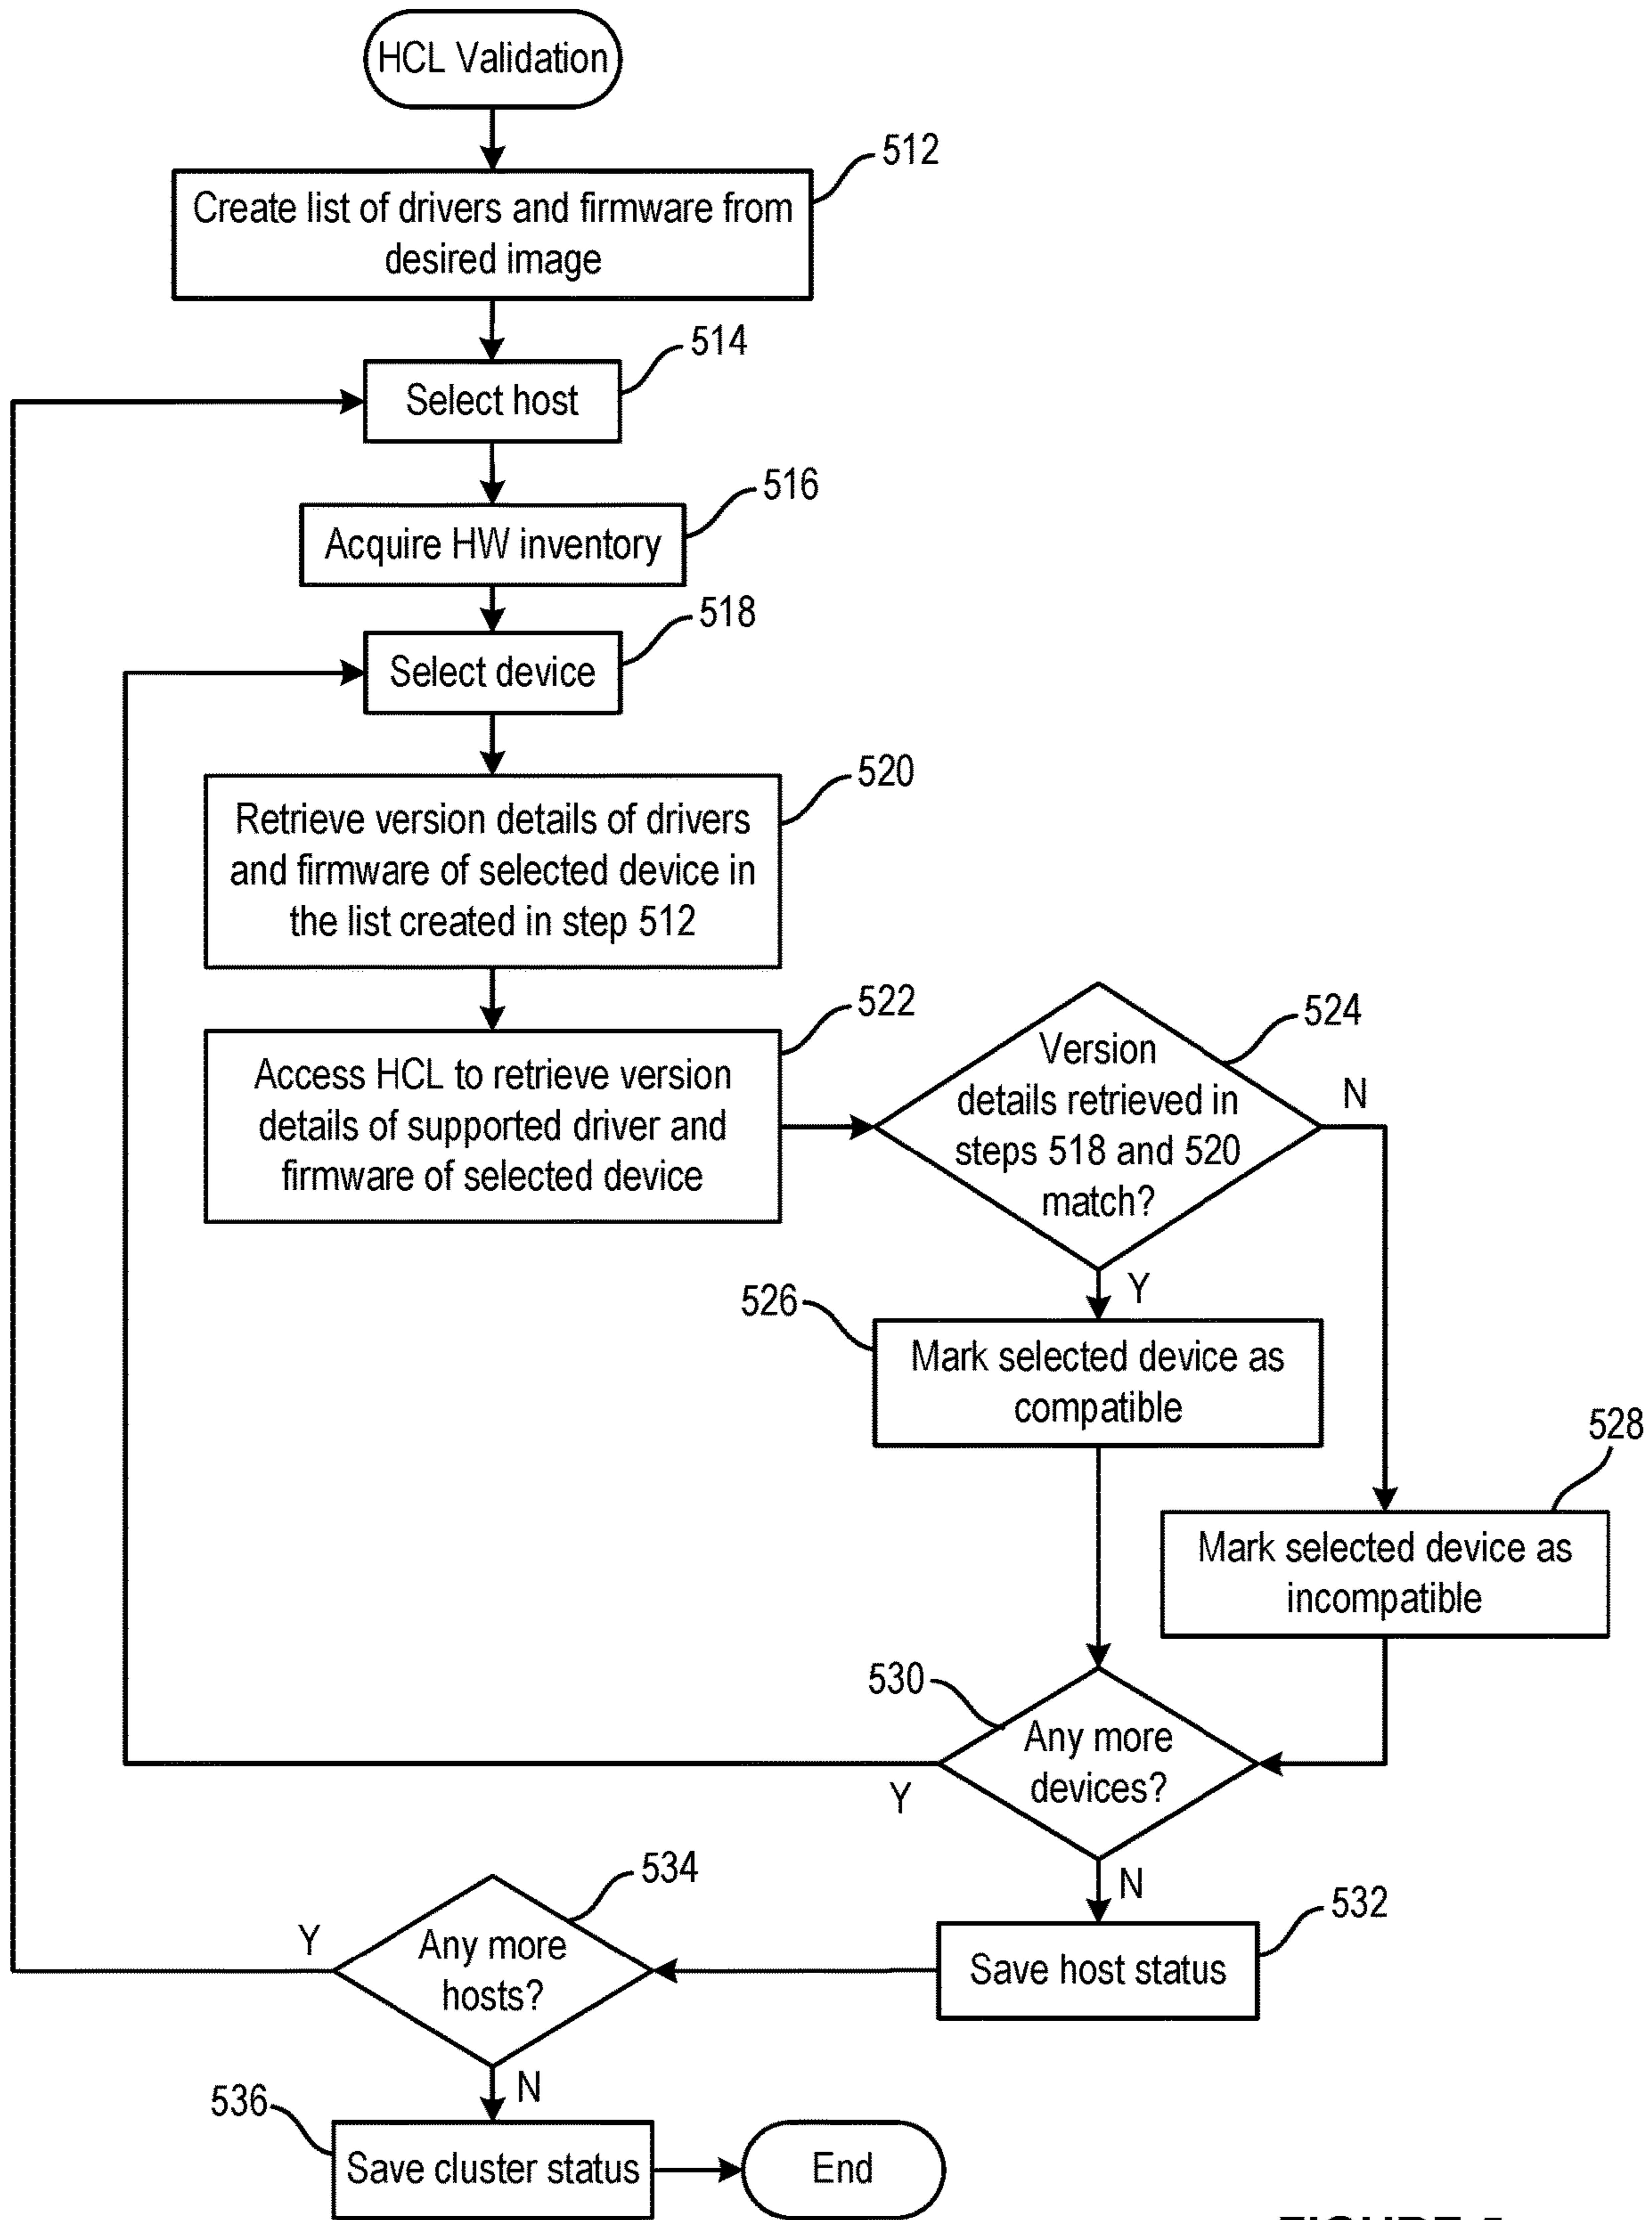 HCL Validation
512
Create list of drivers and firmware from
desired image
514
Select host
516
Acquire HW inventory
518
Select device
520
Retrieve version details of drivers
and firmware of selected device in
the list created in step 512
522
Access HCL to retrieve version
details of supported driver and
firmware of selected device
524
Version
details retrieved in
steps 518 and 520
match?
N
Y
526
Mark selected device as
compatible
528
Mark selected device as
incompatible
530
Any more
devices?
Y
N
532
Save host status
534
Any more
hosts?
Y
N
536
Save cluster status
End